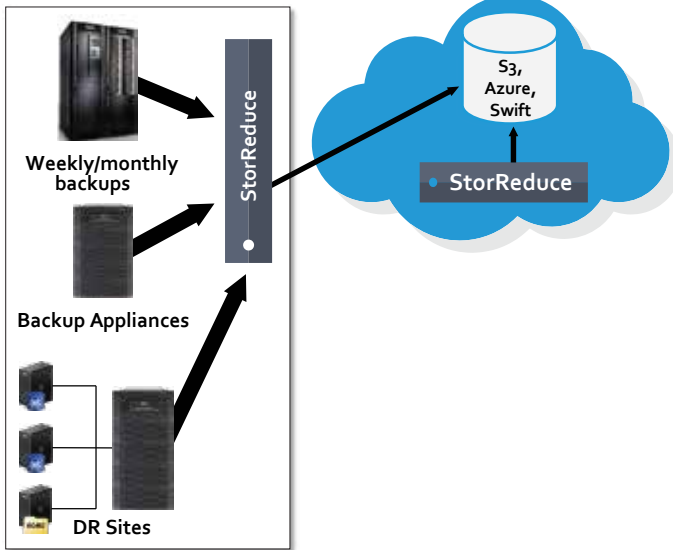 Weekly/monthly
backups
Backup Appliances
DR Sites
StorReduce
S3,
Azure,
Swift
StorReduce